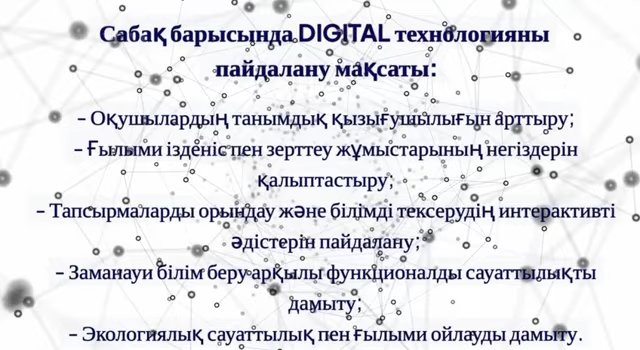 Сабақ барысында DIGITAL технологияны
пайдалану мақсаты:
– Оқушылардың танымдық қызығушылығын арттыру;
– Ғылыми ізденіс пен зерттеу жұмыстарының негіздерін
қалыптастыру;
– Тапсырмаларды орындау және білімді тексерудің интерактивті
әдістерін пайдалану;
– Заманауи білім беру арқылы функционалды сауаттылықты
дамыту;
– Экологиялық сауаттылық пен ғылыми ойлауды дамыту.